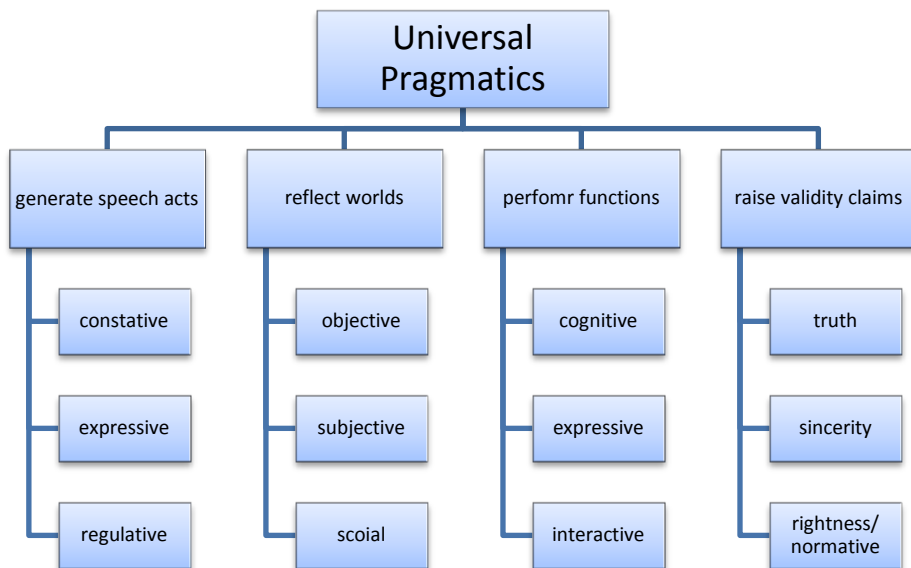 Universal
Pragmatics
generate speech acts
reflect worlds
perfomr functions
raise validity claims
constative
objective
cognitive
truth
expressive
subjective
expressive
sincerity
regulative
scoial
interactive
rightness/
normative